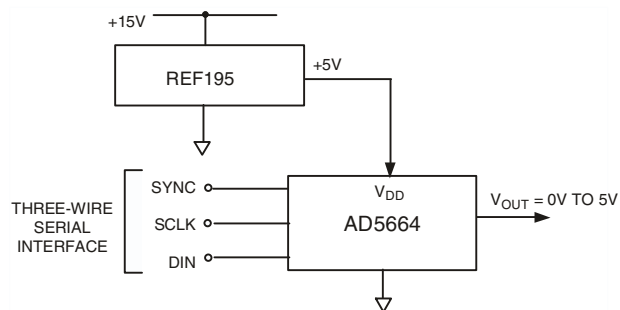 +15V
REF195
+5V
THREE-WIRE
SERIAL
INTERFACE
SYNC
SCLK
DIN
VDD
AD5664
VOUT = 0V TO 5V